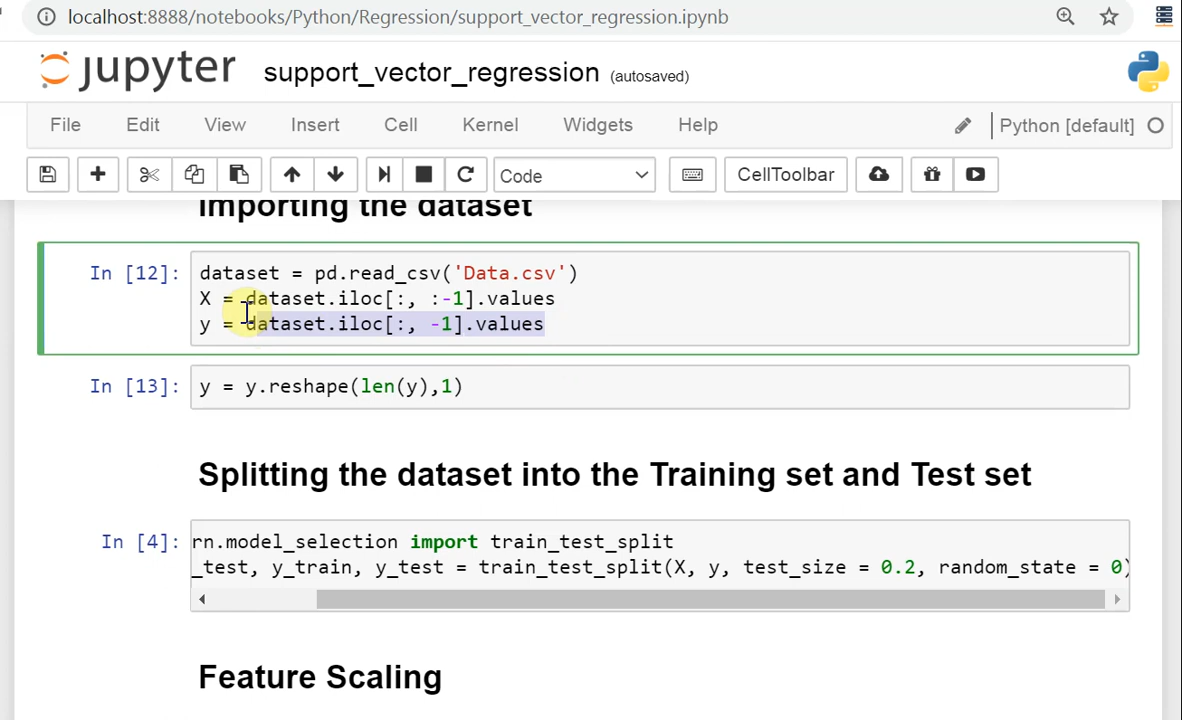 localhost:8888/notebooks/Python/Regression/support_vector_regression.ipynb
jupyter support_vector_regression (autosaved)
File Edit View Insert Cell Kernel Widgets Help Python [default]
Code CellToolbar
Importing the dataset
In [12]: dataset = pd.read_csv('Data.csv')
X = dataset.iloc[:, :-1].values
y = dataset.iloc[:, -1].values
In [13]: y = y.reshape(len(y),1)
Splitting the dataset into the Training set and Test set
In [4]: rn.model_selection import train_test_split
_test, y_train, y_test = train_test_split(X, y, test_size = 0.2, random_state = 0)
Feature Scaling